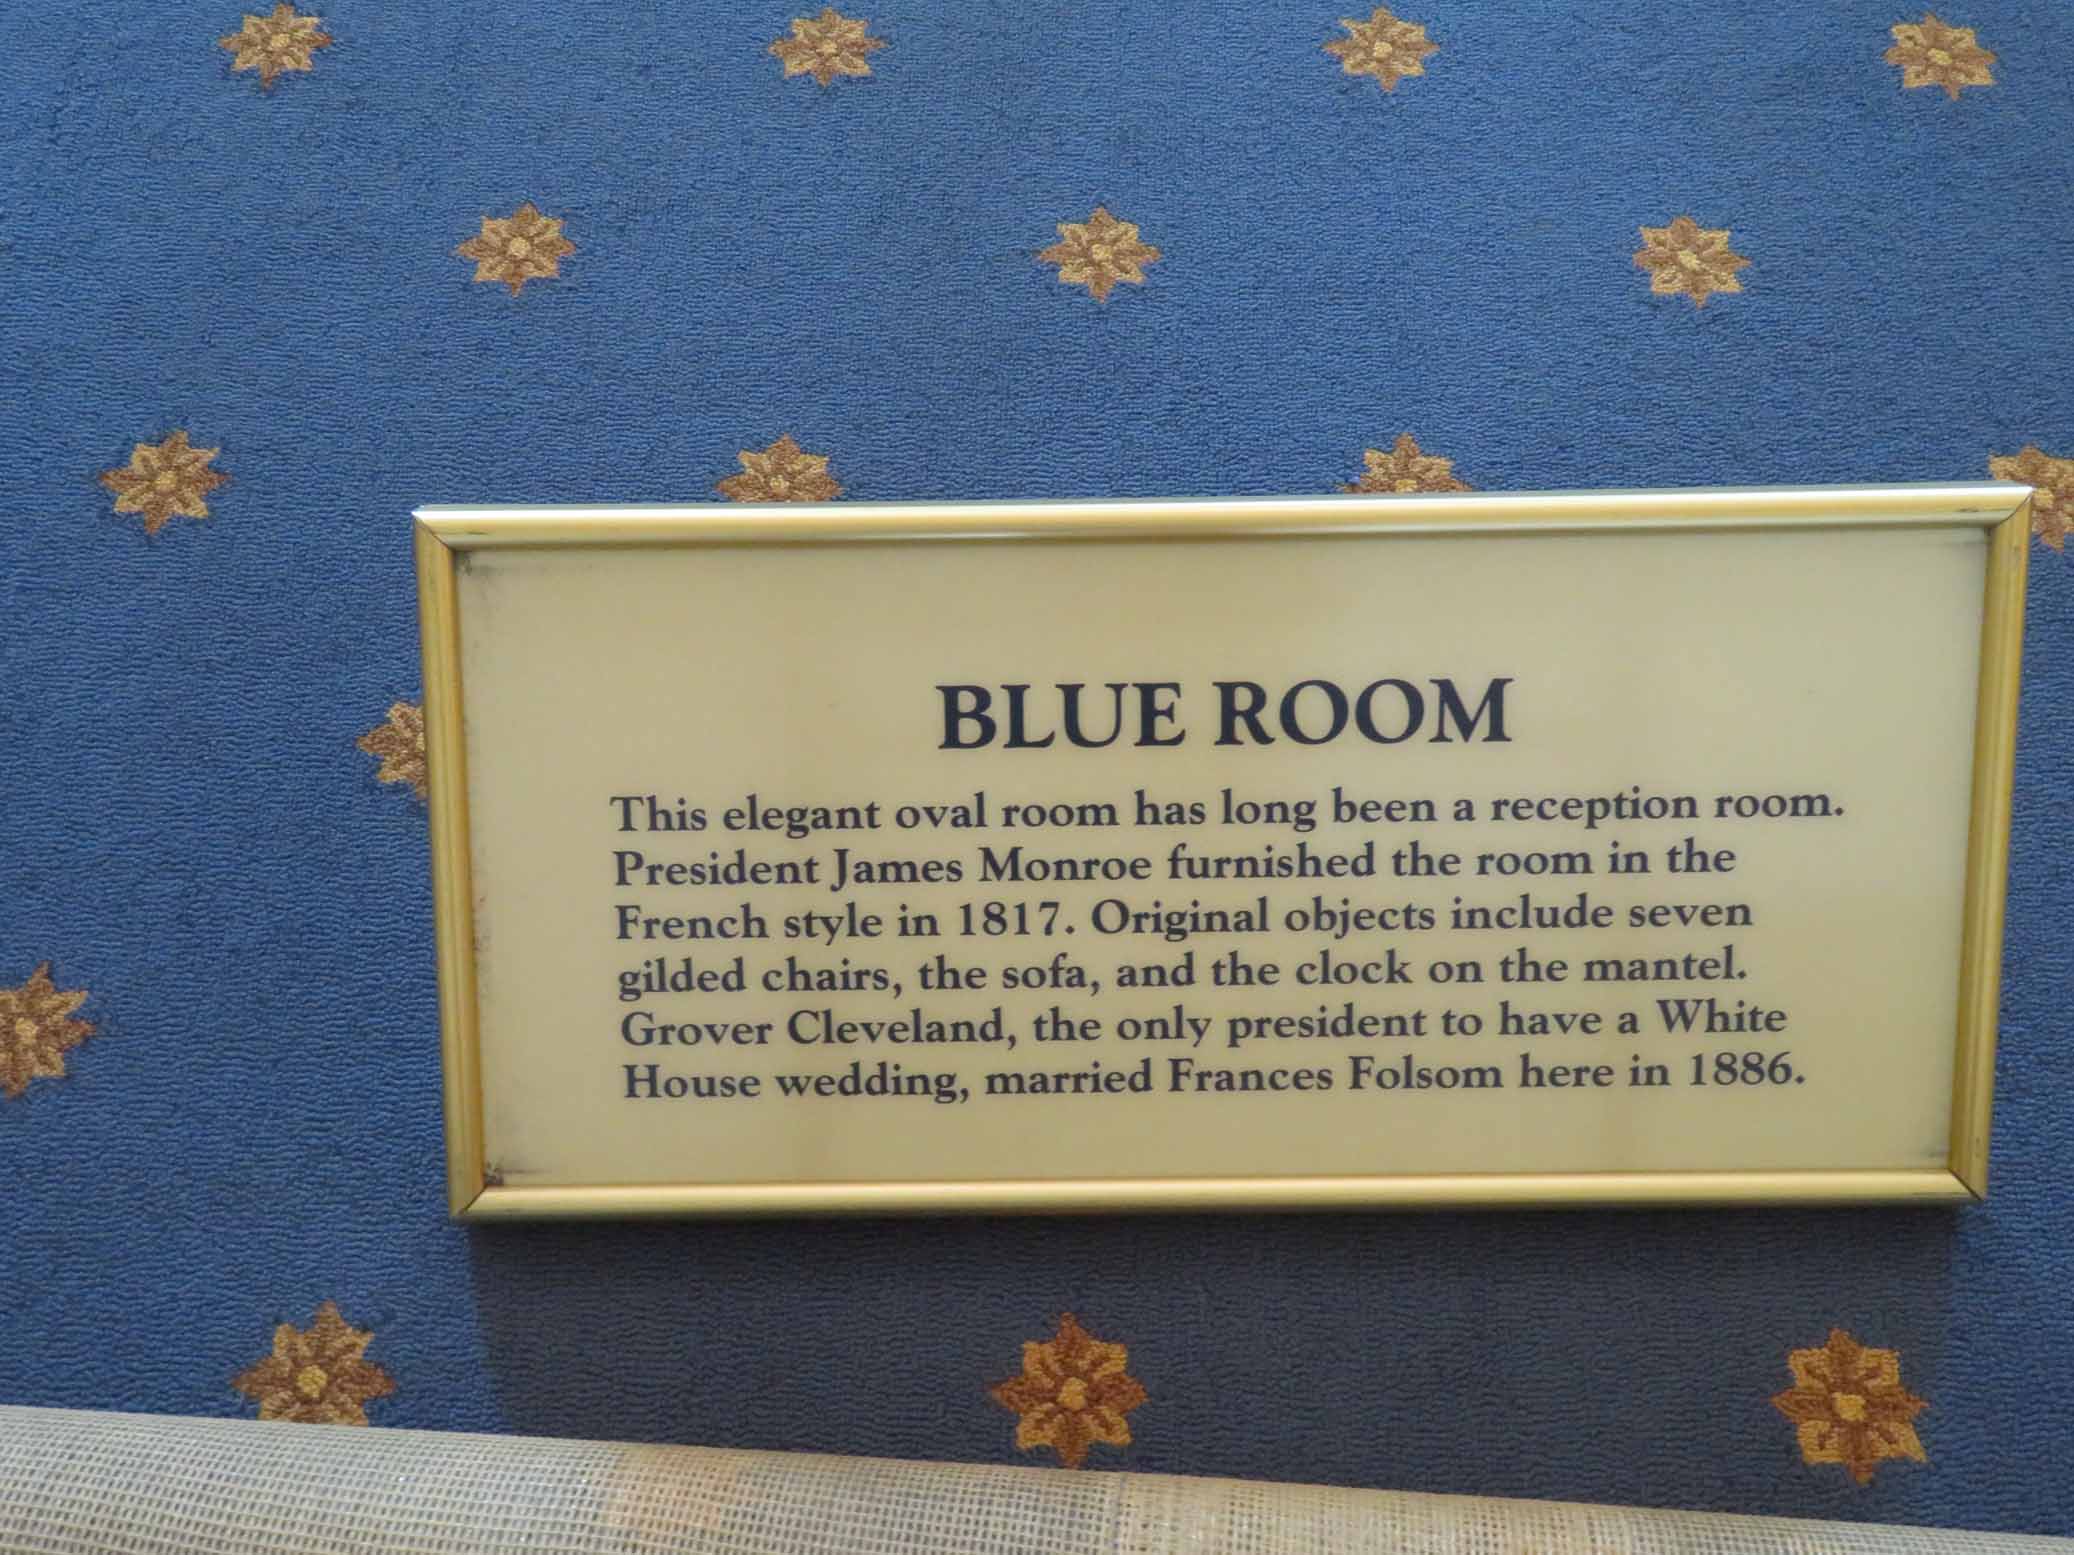 BLUE ROOM
This elegant oval room has long been a reception room.
President James Monroe furnished the room in the
French style in 1817. Original objects include seven
gilded chairs, the sofa, and the clock on the mantel.
Grover Cleveland, the only president to have a White
House wedding, married Frances Folsom here in 1886.